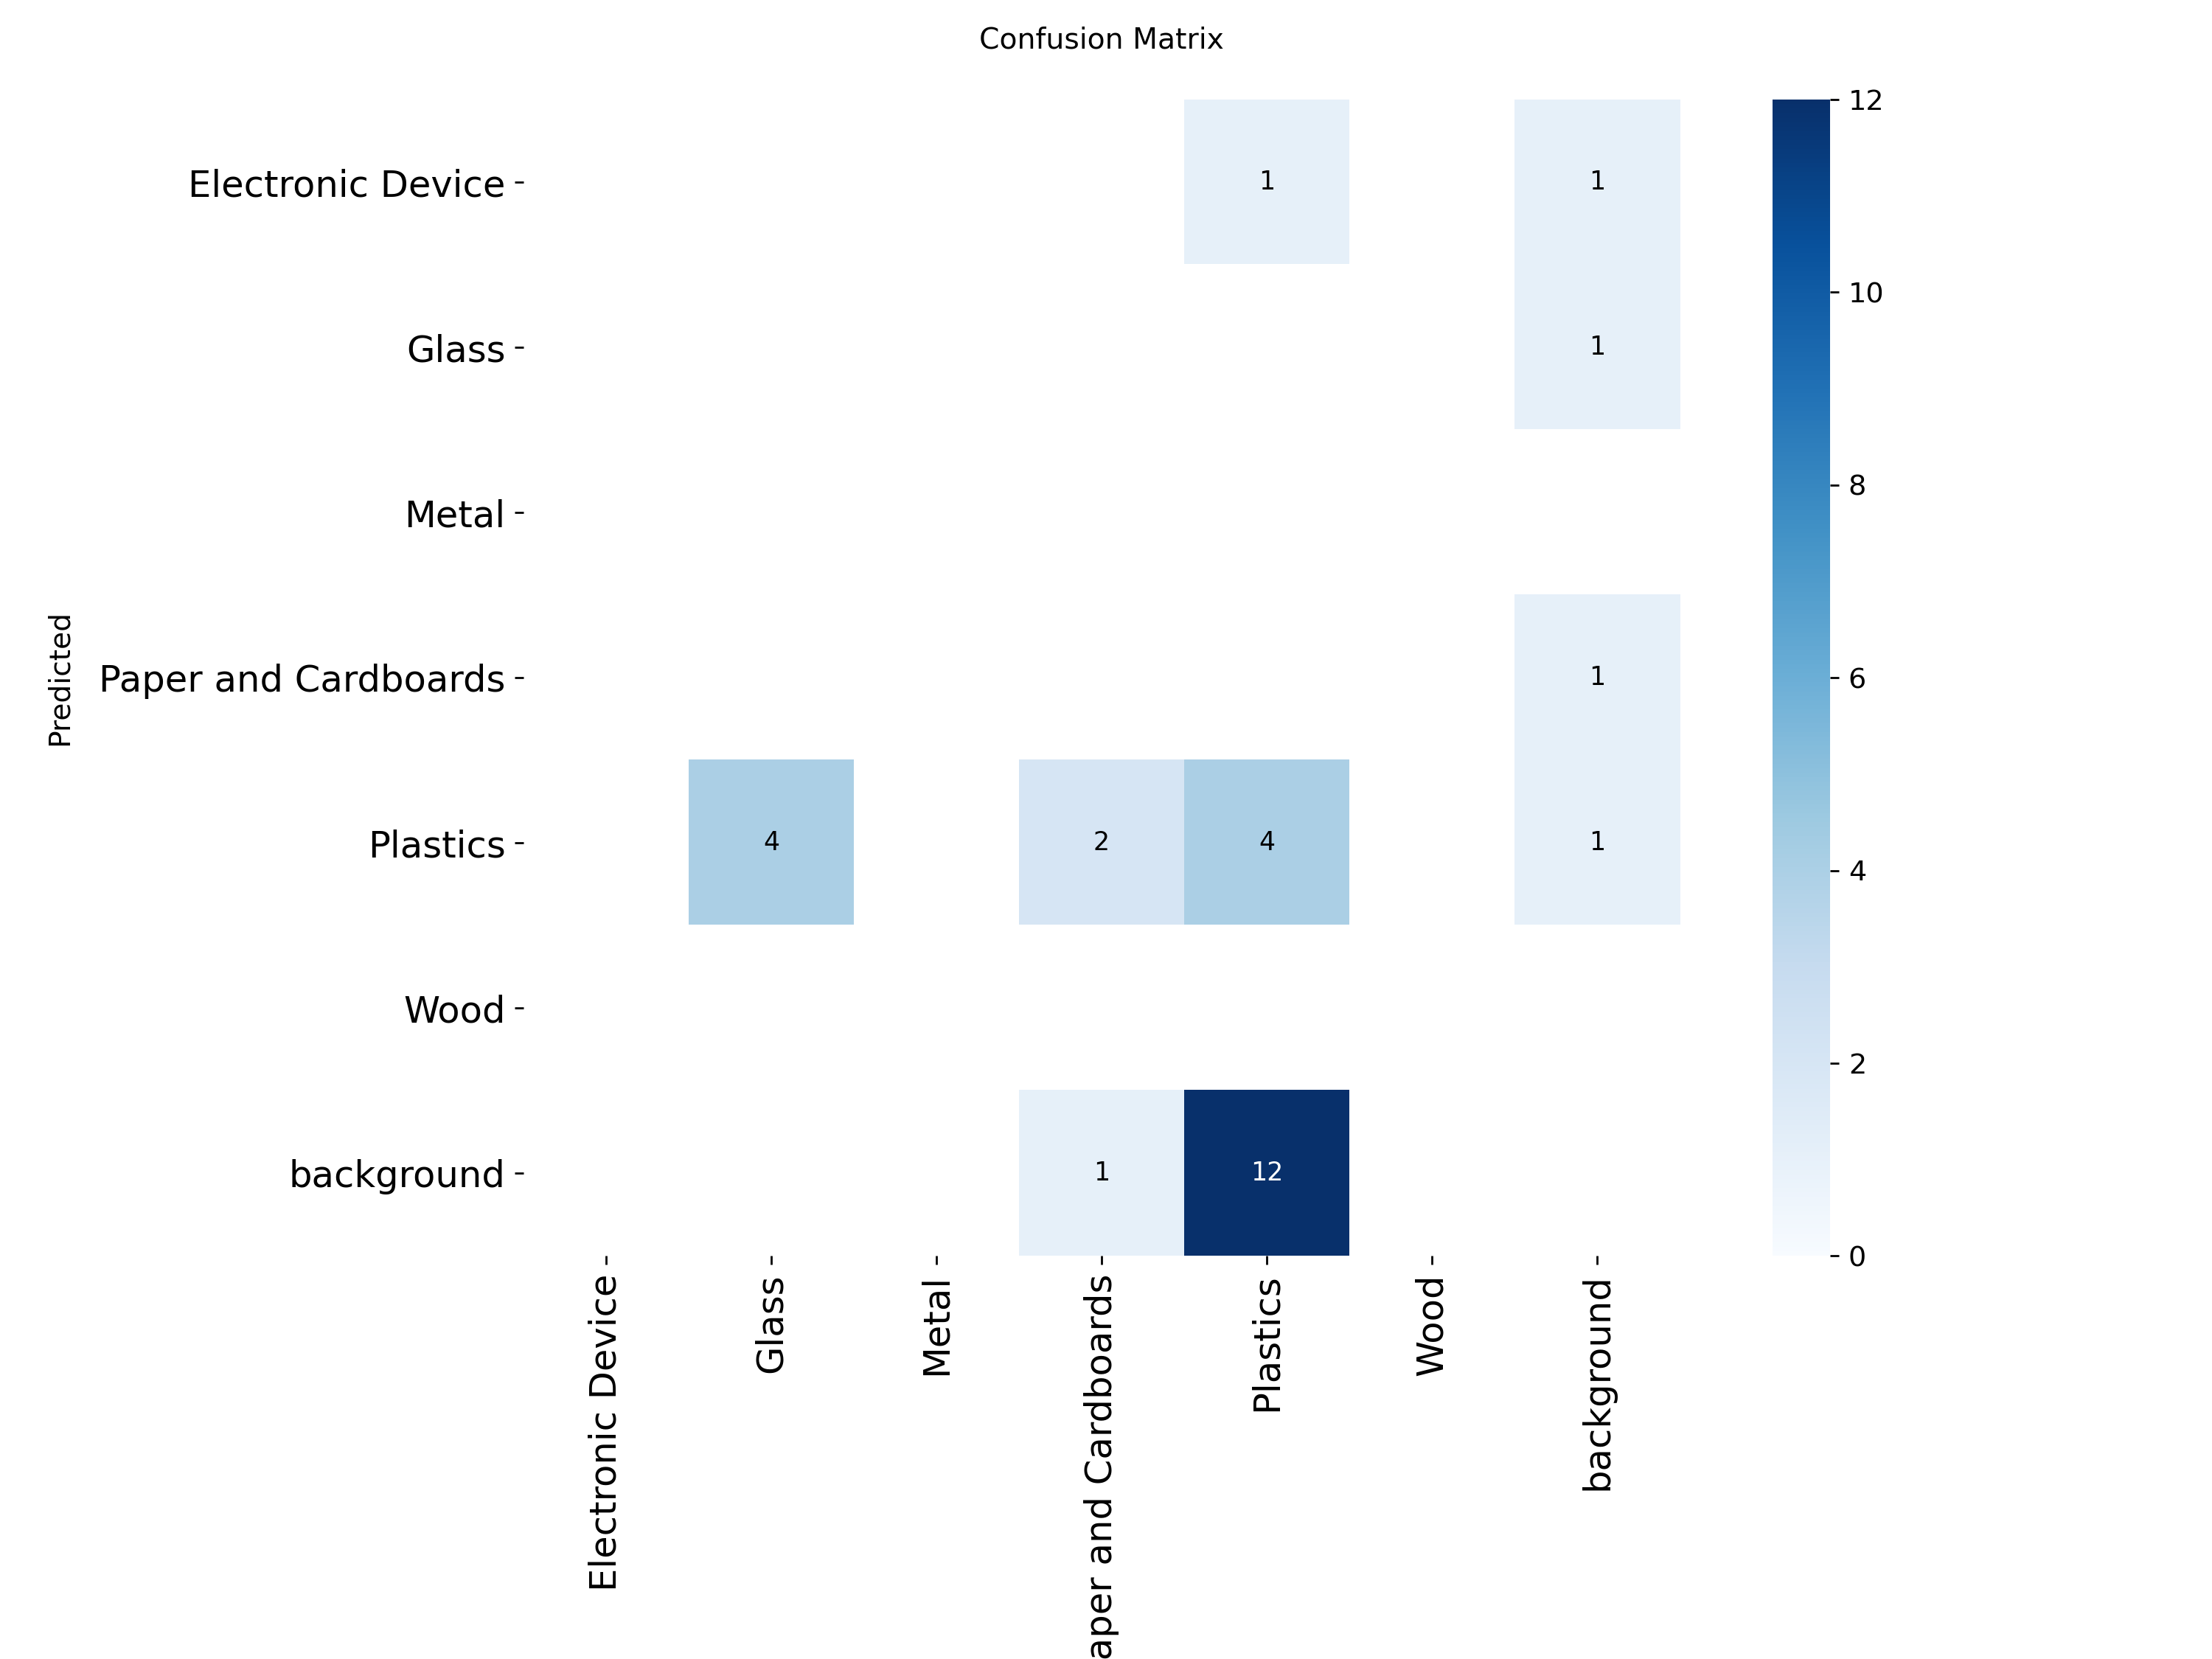 Confusion Matrix
Predicted
Electronic Device
1
1
Glass
1
Metal
Paper and Cardboards
1
Plastics
4
2
4
1
Wood
background
1
12
Electronic Device
Glass
Metal
aper and Cardboards
Plastics
Wood
background
12
10
8
6
4
2
0